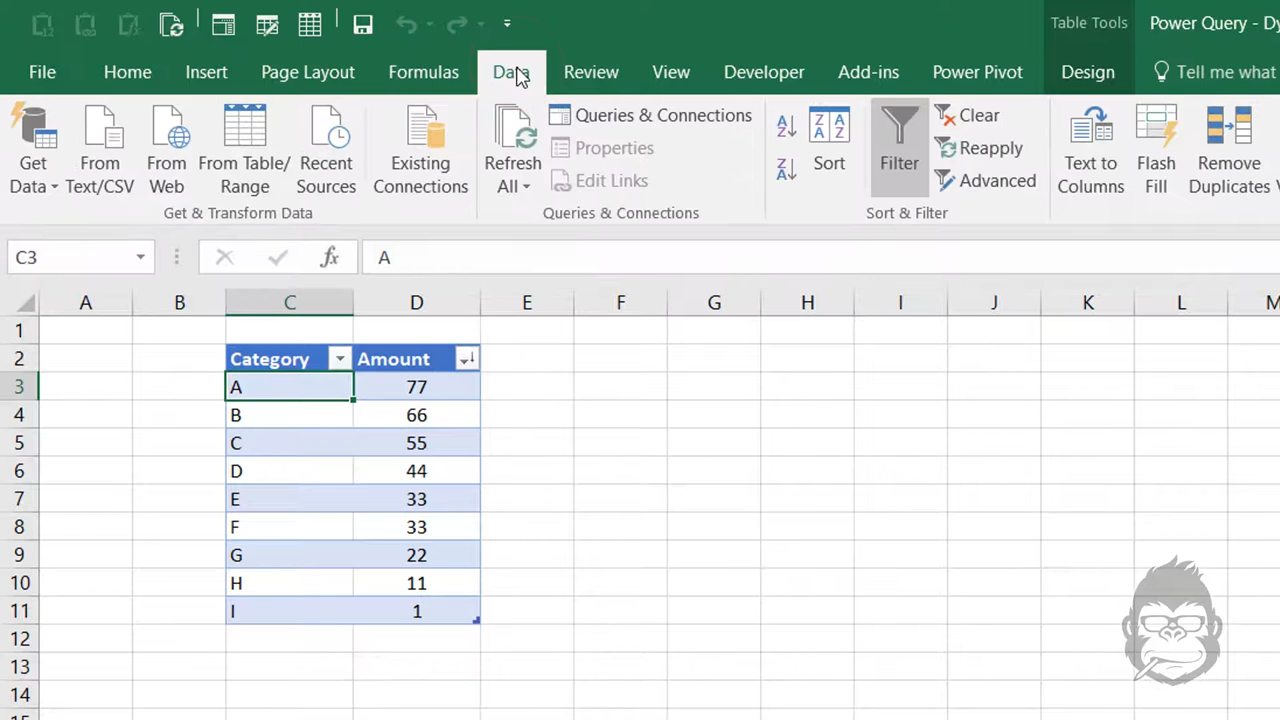 Table Tools
Power Query - Dy
File Home Insert Page Layout Formulas Data Review View Developer Add-ins Power Pivot Design Tell me what
Get Data
From Text/CSV
From Web
From Table/ Range
Recent Sources
Existing Connections
Refresh All
Queries & Connections
Properties
Edit Links
Sort
Filter
Clear
Reapply
Advanced
Text to Columns
Flash Fill
Remove Duplicates
Get & Transform Data
Queries & Connections
Sort & Filter
C3 fx A
A B C D E F G H I J K L M
1
2 Category Amount
3 A 77
4 B 66
5 C 55
6 D 44
7 E 33
8 F 33
9 G 22
10 H 11
11 I 1
12
13
14